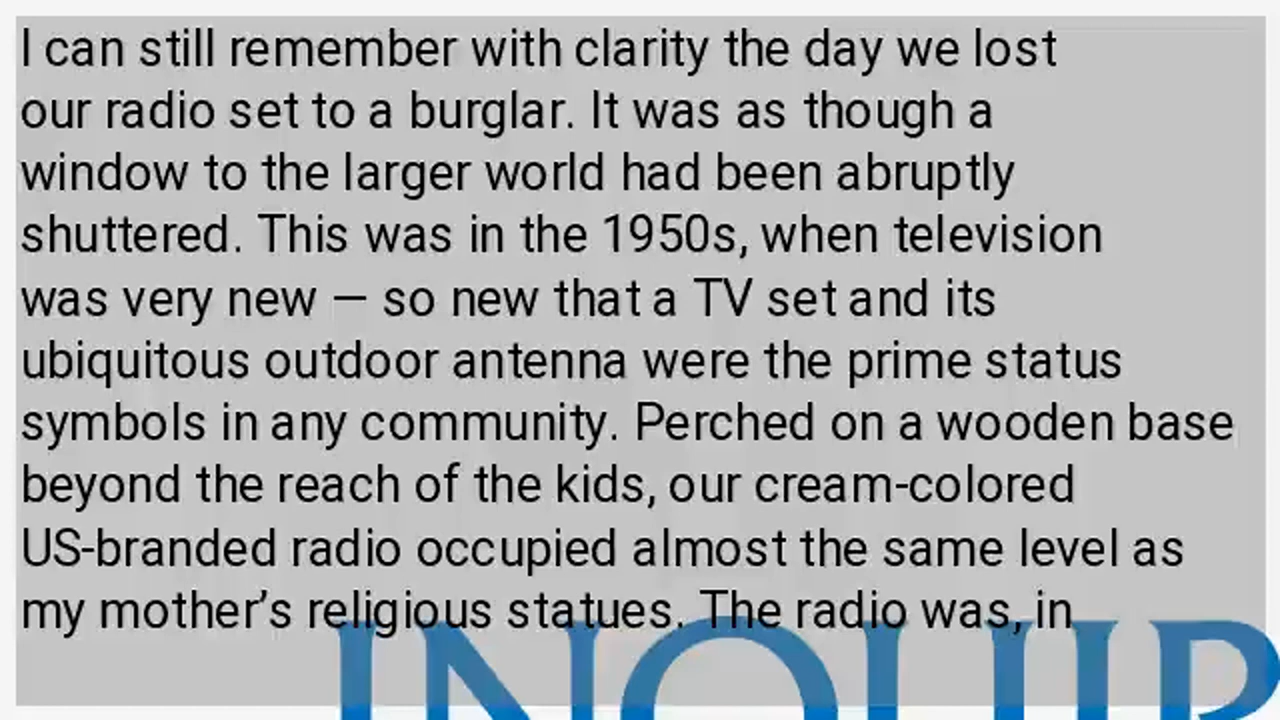 I can still remember with clarity the day we lost
our radio set to a burglar. It was as though a
window to the larger world had been abruptly
shuttered. This was in the 1950s, when television
was very new — so new that a TV set and its
ubiquitous outdoor antenna were the prime status
symbols in any community. Perched on a wooden base
beyond the reach of the kids, our cream-colored
US-branded radio occupied almost the same level as
my mother’s religious statues. The radio was, in